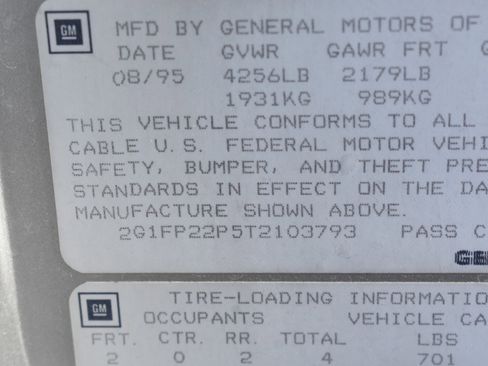 GM MFD BY GENERAL MOTORS OF
DATE GVWR GAWR FRT
08/95 4256LB 2179LB
1931KG 989KG
THIS VEHICLE CONFORMS TO ALL
CABLE U.S. FEDERAL MOTOR VEHI
SAFETY, BUMPER, AND THEFT PRE
STANDARDS IN EFFECT ON THE DA
MANUFACTURE SHOWN ABOVE.
2G1FP22P5T2103793 PASS C
GE
GM TIRE-LOADING INFORMATIO
OCCUPANTS VEHICLE CA
FRT. CTR. RR. TOTAL LBS
2 0 2 4 701